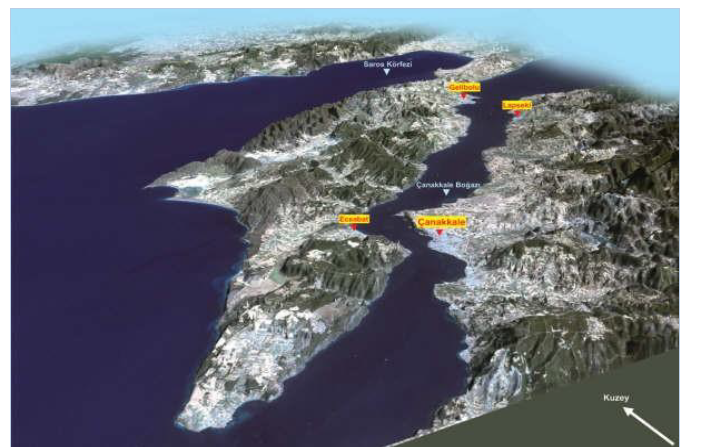 Saros Körfezi
Gelibolu
Lapseki
Çanakkale Boğazı
Eceabat
Çanakkale
Kuzey